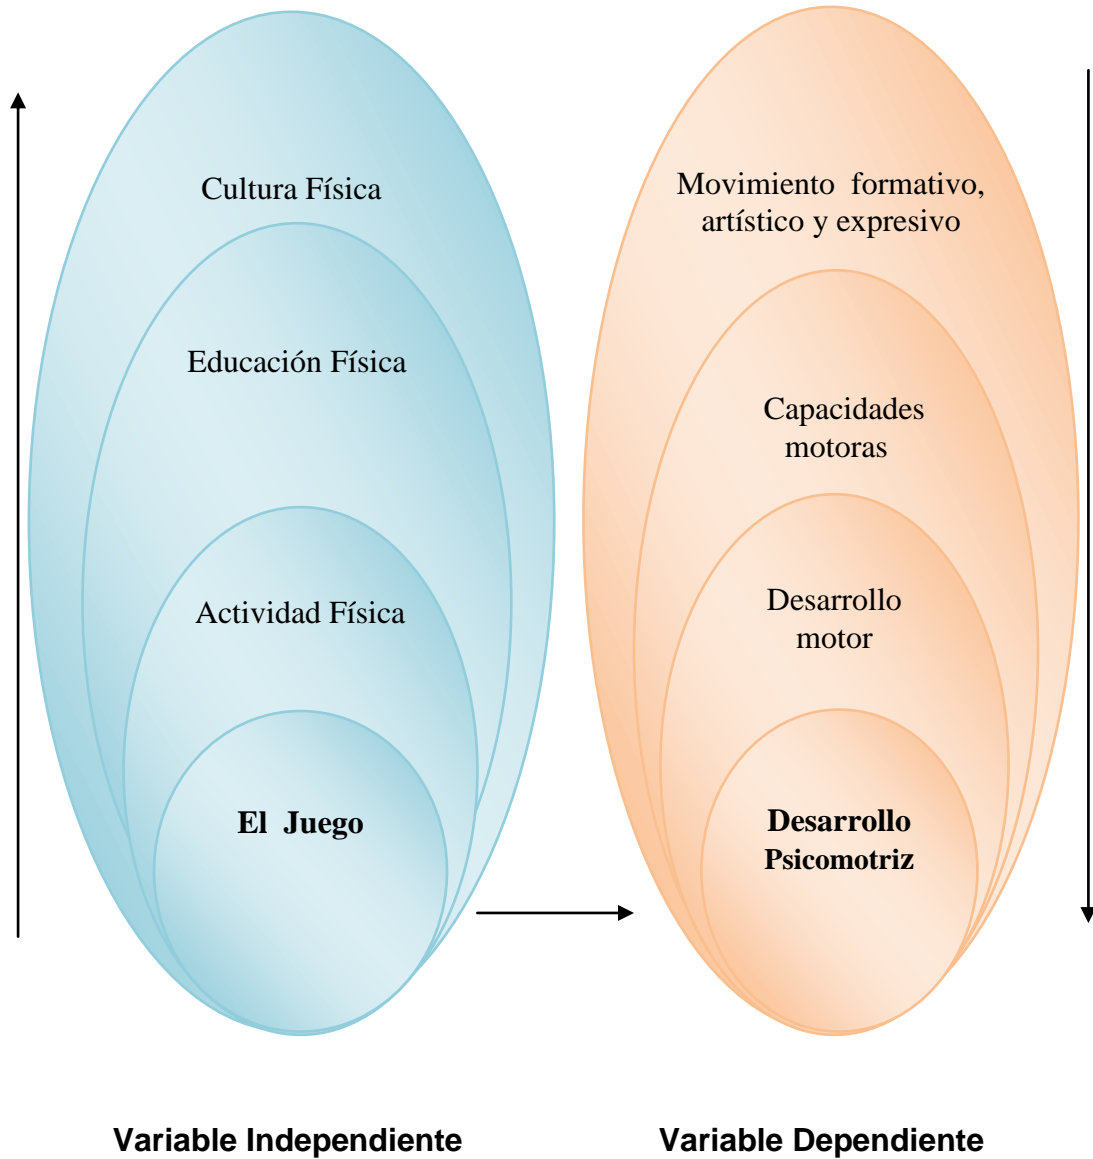 Cultura Física
Educación Física
Actividad Física
El Juego
Movimiento formativo,
artístico y expresivo
Capacidades
motoras
Desarrollo
motor
Desarrollo
Psicomotriz
Variable Independiente
Variable Dependiente